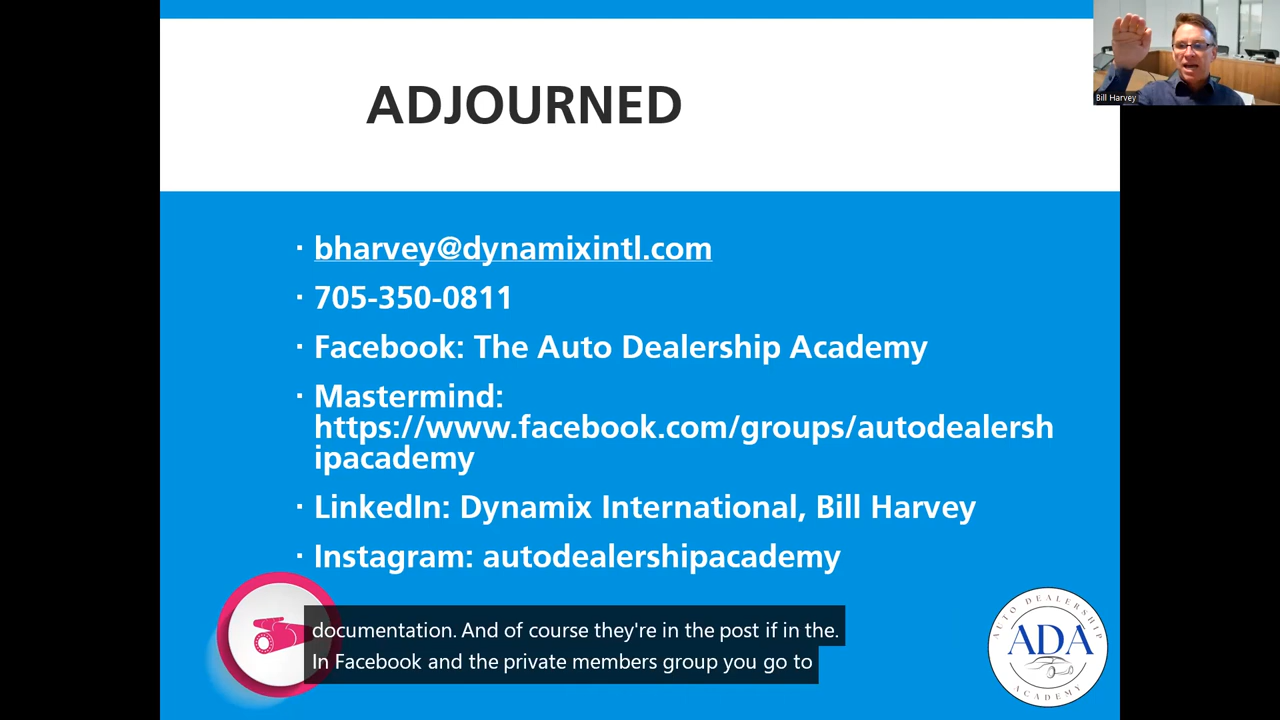 ADJOURNED
Bill Harvey
· bharvey@dynamixintl.com
· 705-350-0811
· Facebook: The Auto Dealership Academy
· Mastermind:
https://www.facebook.com/groups/autodealersh
ipacademy
· LinkedIn: Dynamix International, Bill Harvey
· Instagram: autodealershipacademy
documentation. And of course they're in the post if in the.
In Facebook and the private members group you go to
AUTO DEALERSHIP
ADA
ACADEMY